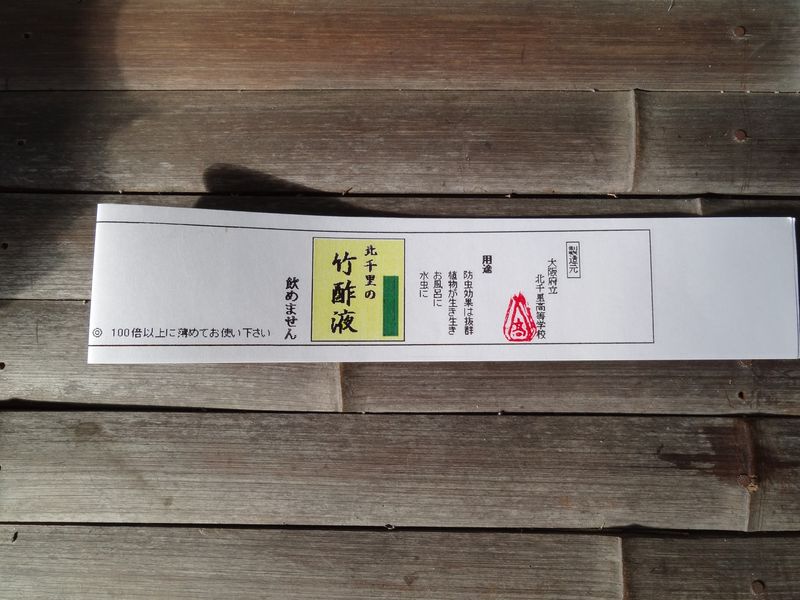 製造元
大阪府立
北千里高等学校
高
用途
防虫効果は抜群
植物が生き生き
お風呂に
水虫に
北千里の
竹酢液
飲めません
◎ 100倍以上に薄めてお使い下さい